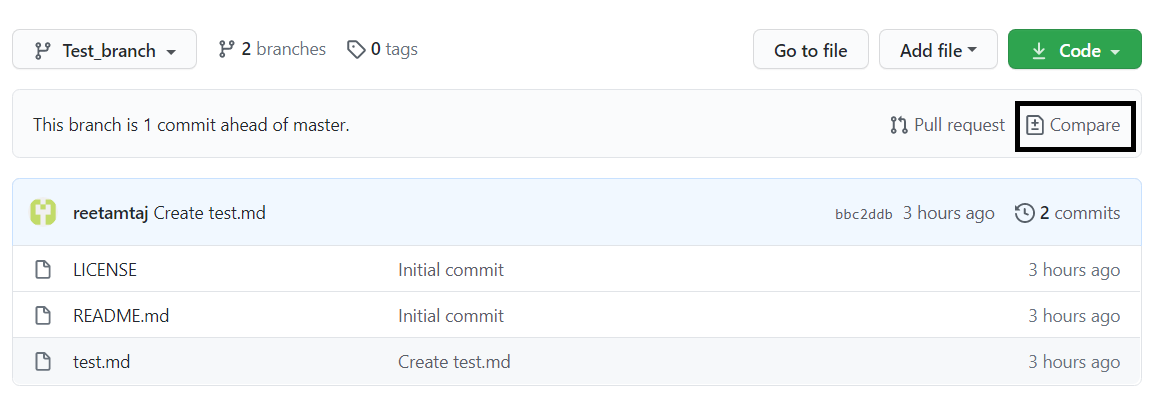 Test_branch 2 branches 0 tags Go to file Add file Code
This branch is 1 commit ahead of master. Pull request Compare
reetamtaj Create test.md bbc2ddb 3 hours ago 2 commits
LICENSE Initial commit 3 hours ago
README.md Initial commit 3 hours ago
test.md Create test.md 3 hours ago